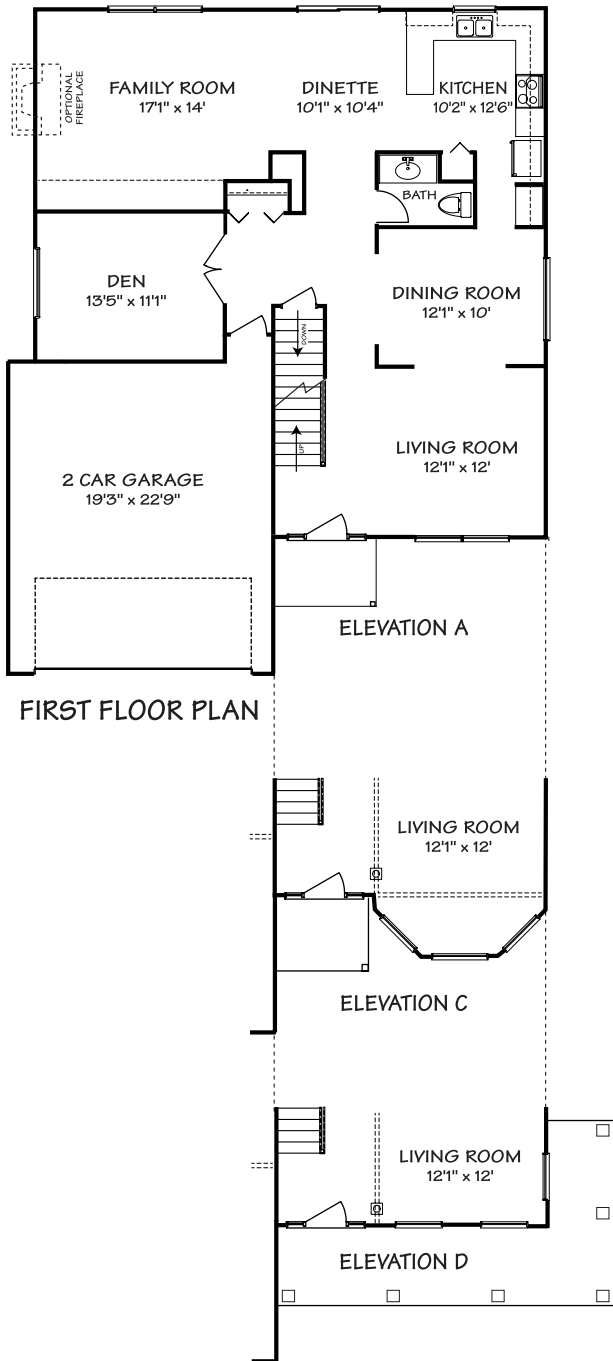 FAMILY ROOM
17'1" x 14'
DINETTE
10'1" x 10'4"
KITCHEN
10'2" x 12'6"
OPTIONAL
FIREPLACE
BATH
DEN
13'5" x 11'1"
DINING ROOM
12'1" x 10'
DOWN
UP
LIVING ROOM
12'1" x 12'
2 CAR GARAGE
19'3" x 22'9"
ELEVATION A
FIRST FLOOR PLAN
LIVING ROOM
12'1" x 12'
ELEVATION C
LIVING ROOM
12'1" x 12'
ELEVATION D